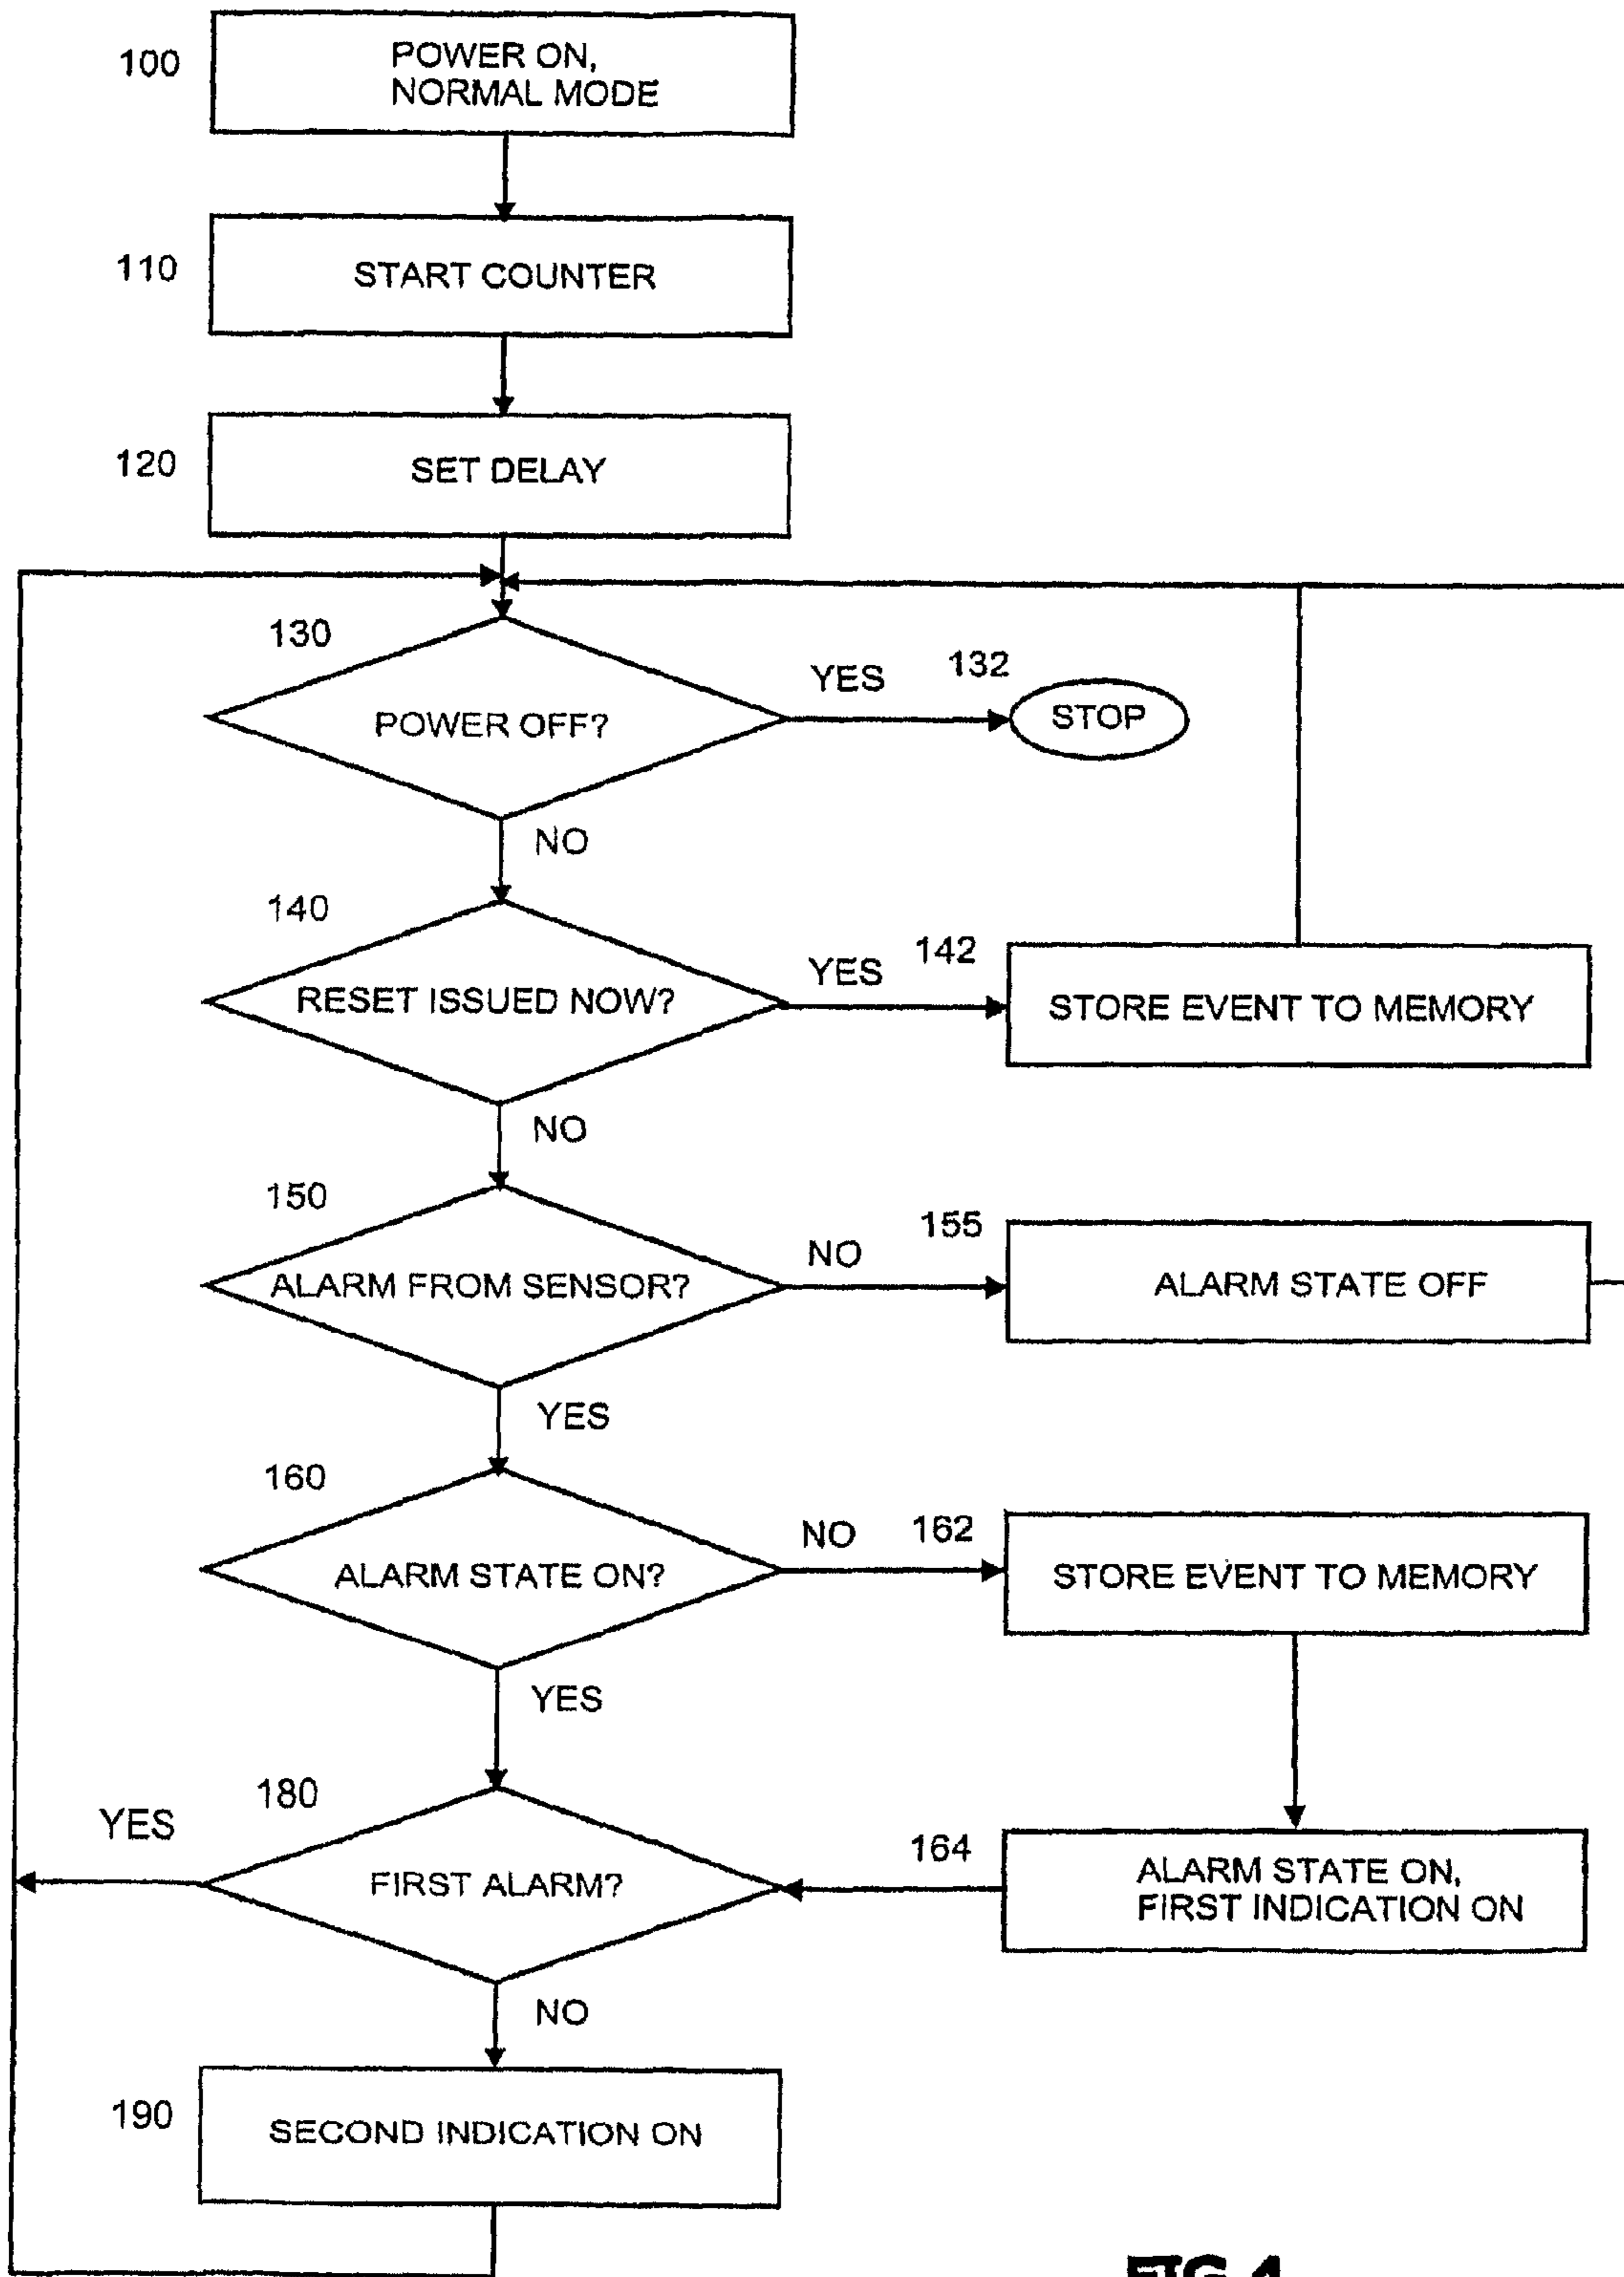 100
POWER ON,
NORMAL MODE
110
START COUNTER
120
SET DELAY
130
POWER OFF?
YES
132
STOP
NO
140
RESET ISSUED NOW?
YES
142
STORE EVENT TO MEMORY
NO
150
ALARM FROM SENSOR?
NO
155
ALARM STATE OFF
YES
160
ALARM STATE ON?
NO
162
STORE EVENT TO MEMORY
YES
180
YES
FIRST ALARM?
164
ALARM STATE ON,
FIRST INDICATION ON
NO
190
SECOND INDICATION ON